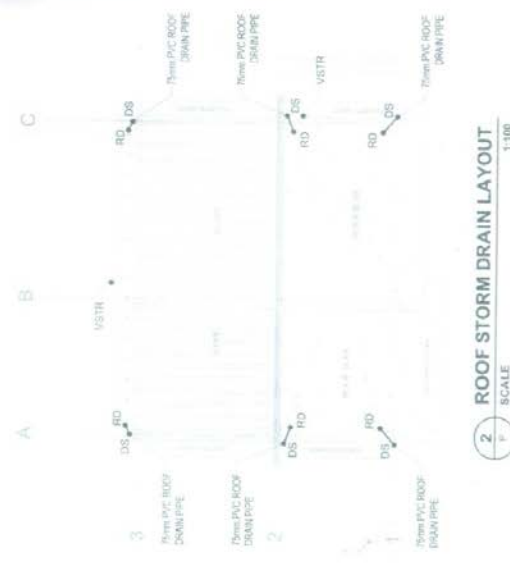 A
B
C
VSTR
RD
DS
75mm PVC ROOF
DRAIN PIPE
RD
DS
3
75mm PVC ROOF
DRAIN PIPE
75mm PVC ROOF
DRAIN PIPE
VSTR
DS
RD
75mm PVC ROOF
DRAIN PIPE
2
DS
RD
75mm PVC ROOF
DRAIN PIPE
RD
DS
1
RD
DS
75mm PVC ROOF
DRAIN PIPE
2
F
ROOF STORM DRAIN LAYOUT
SCALE
1:100